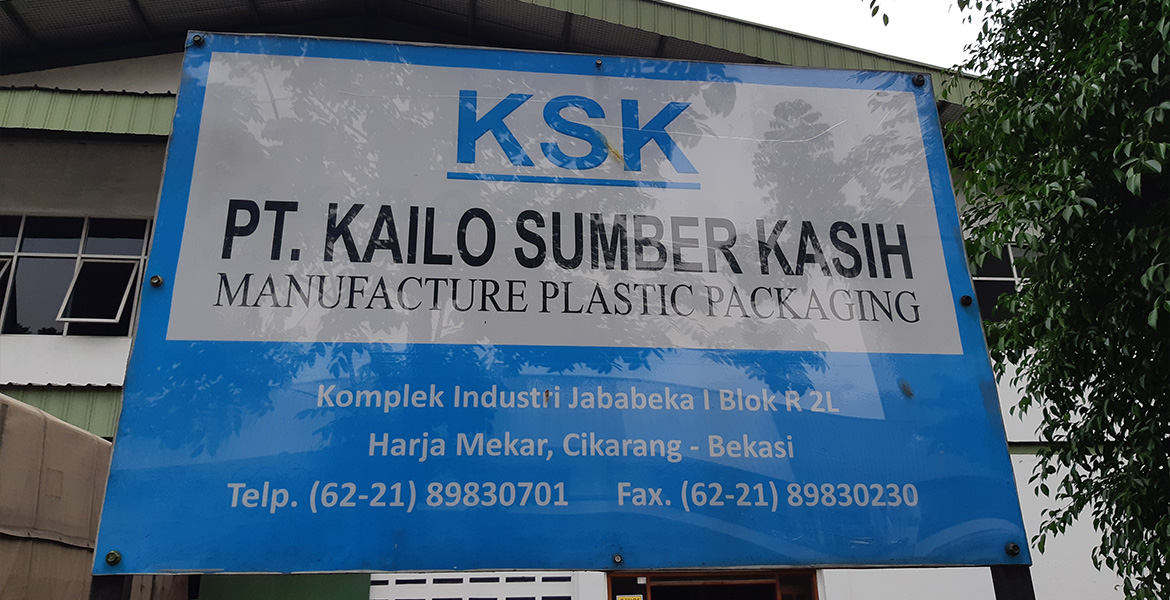 KSK
PT. KAILO SUMBER KASIH
MANUFACTURE PLASTIC PACKAGING
Komplek Industri Jababeka I Blok R 2L
Harja Mekar, Cikarang - Bekasi
Telp. (62-21) 89830701 Fax. (62-21) 89830230